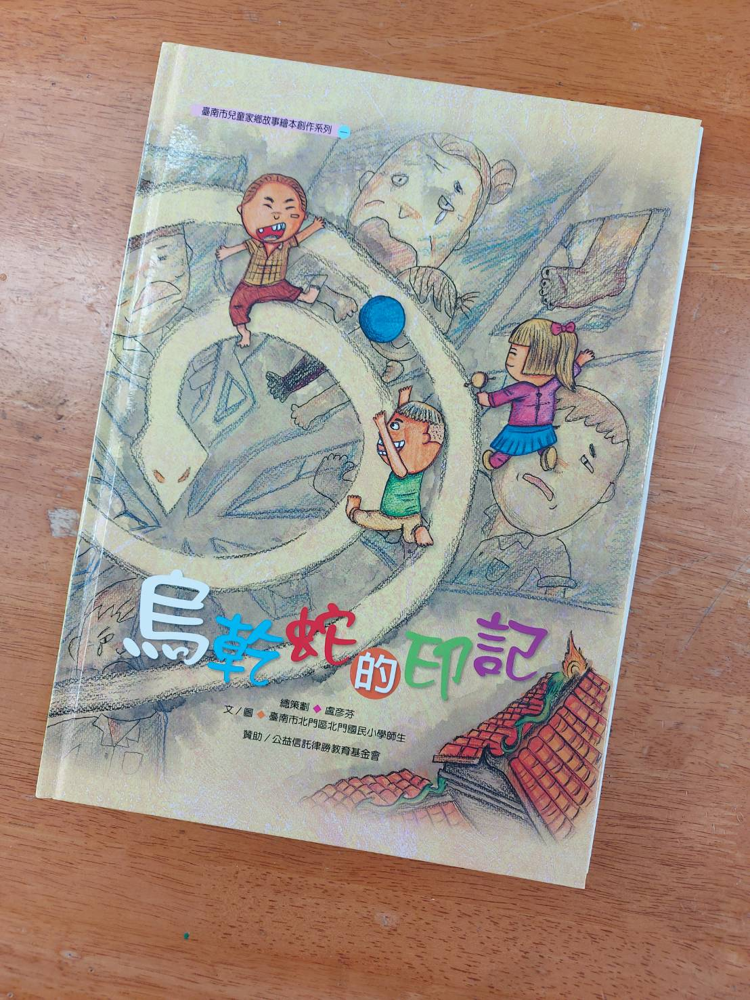 臺南市兒童家鄉故事繪本創作系列 一
烏乾蛇的印記
總策劃◆盧彥芬
文/圖◆臺南市北門區北門國民小學師生
贊助/公益信託律勝教育基金會